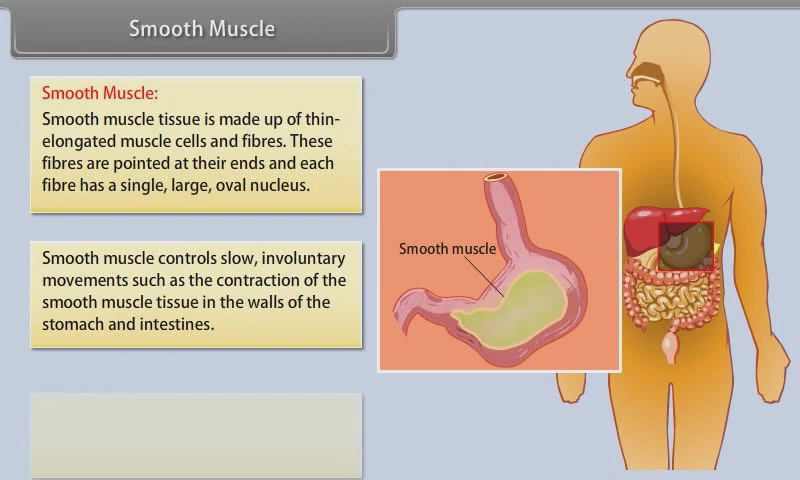 Smooth Muscle
Smooth Muscle:
Smooth muscle tissue is made up of thin-
elongated muscle cells and fibres. These
fibres are pointed at their ends and each
fibre has a single, large, oval nucleus.
Smooth muscle controls slow, involuntary
movements such as the contraction of the
smooth muscle tissue in the walls of the
stomach and intestines.
Smooth muscle